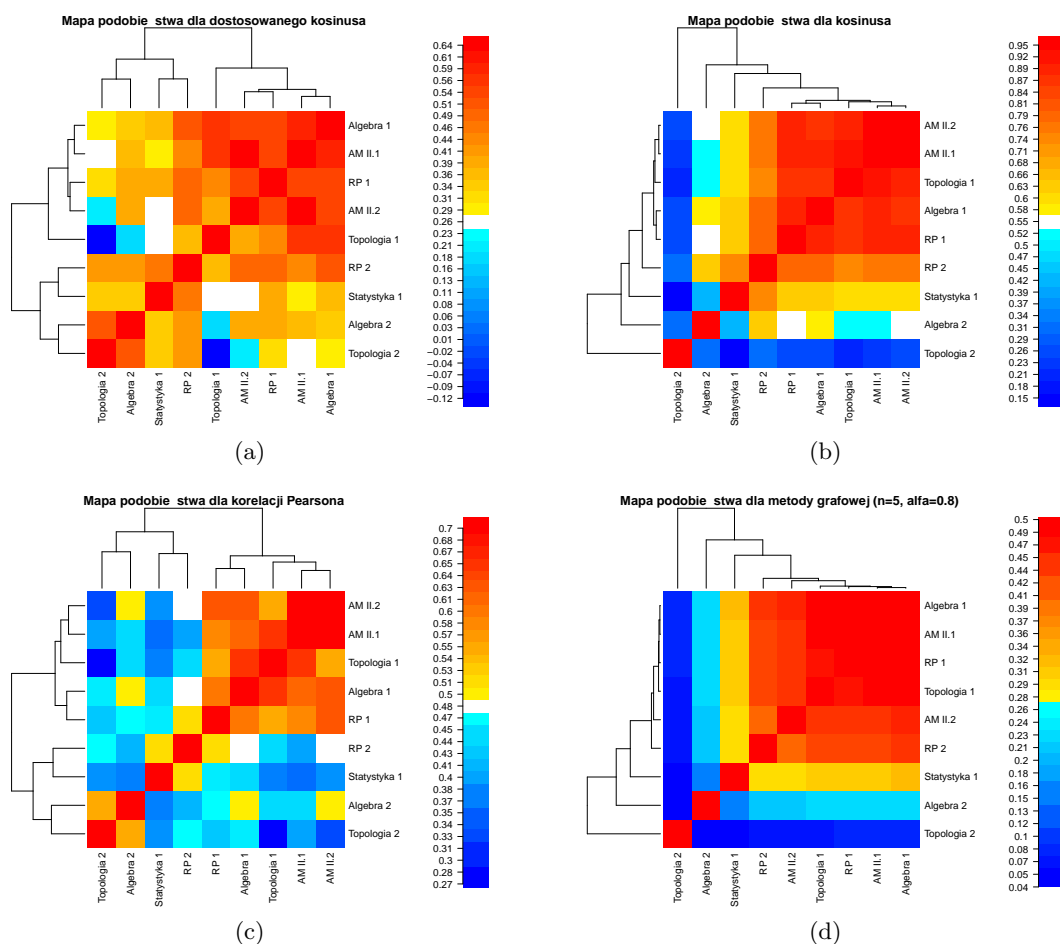 Mapa podobie stwa dla dostosowanego kosinusa
Algebra 1
AM II.1
RP 1
AM II.2
Topologia 1
RP 2
Statystyka 1
Algebra 2
Topologia 2
Topologia 2
Algebra 2
Statystyka 1
RP 2
Topologia 1
AM II.2
RP 1
AM II.1
Algebra 1
0.64
0.61
0.59
0.56
0.54
0.51
0.49
0.46
0.44
0.41
0.39
0.36
0.34
0.31
0.29
0.26
0.23
0.21
0.18
0.16
0.13
0.11
0.08
0.06
0.03
0.01
−0.02
−0.04
−0.07
−0.09
−0.12
(a)
Mapa podobie stwa dla kosinusa
AM II.2
AM II.1
Topologia 1
Algebra 1
RP 1
RP 2
Statystyka 1
Algebra 2
Topologia 2
Topologia 2
Algebra 2
Statystyka 1
RP 2
RP 1
Algebra 1
Topologia 1
AM II.1
AM II.2
0.95
0.92
0.89
0.87
0.84
0.81
0.79
0.76
0.74
0.71
0.68
0.66
0.63
0.6
0.58
0.55
0.52
0.5
0.47
0.45
0.42
0.39
0.37
0.34
0.31
0.29
0.26
0.23
0.21
0.18
0.15
(b)
Mapa podobie stwa dla korelacji Pearsona
AM II.2
AM II.1
Topologia 1
Algebra 1
RP 1
RP 2
Statystyka 1
Algebra 2
Topologia 2
Topologia 2
Algebra 2
Statystyka 1
RP 2
RP 1
Algebra 1
Topologia 1
AM II.1
AM II.2
0.7
0.68
0.67
0.65
0.64
0.63
0.61
0.6
0.58
0.57
0.55
0.54
0.53
0.51
0.5
0.48
0.47
0.45
0.44
0.43
0.41
0.4
0.38
0.37
0.35
0.34
0.33
0.31
0.3
0.28
0.27
(c)
Mapa podobie stwa dla metody grafowej (n=5, alfa=0.8)
Algebra 1
AM II.1
RP 1
Topologia 1
AM II.2
RP 2
Statystyka 1
Algebra 2
Topologia 2
Topologia 2
Algebra 2
Statystyka 1
RP 2
AM II.2
Topologia 1
RP 1
AM II.1
Algebra 1
0.5
0.49
0.47
0.45
0.44
0.42
0.41
0.39
0.37
0.36
0.34
0.32
0.31
0.29
0.28
0.26
0.24
0.23
0.21
0.2
0.18
0.16
0.15
0.13
0.12
0.1
0.08
0.07
0.05
0.04
(d)